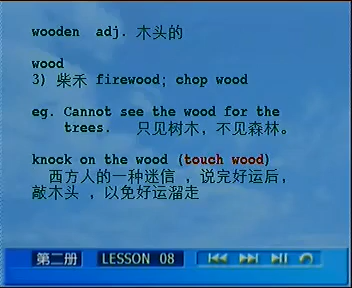 wooden adj. 木头的
wood
3) 柴禾 firewood; chop wood
eg. Cannot see the wood for the
trees. 只见树木，不见森林。
knock on the wood (touch wood)
西方人的一种迷信 ，说完好运后，
敲木头 ，以免好运溜走
第二册 LESSON 08